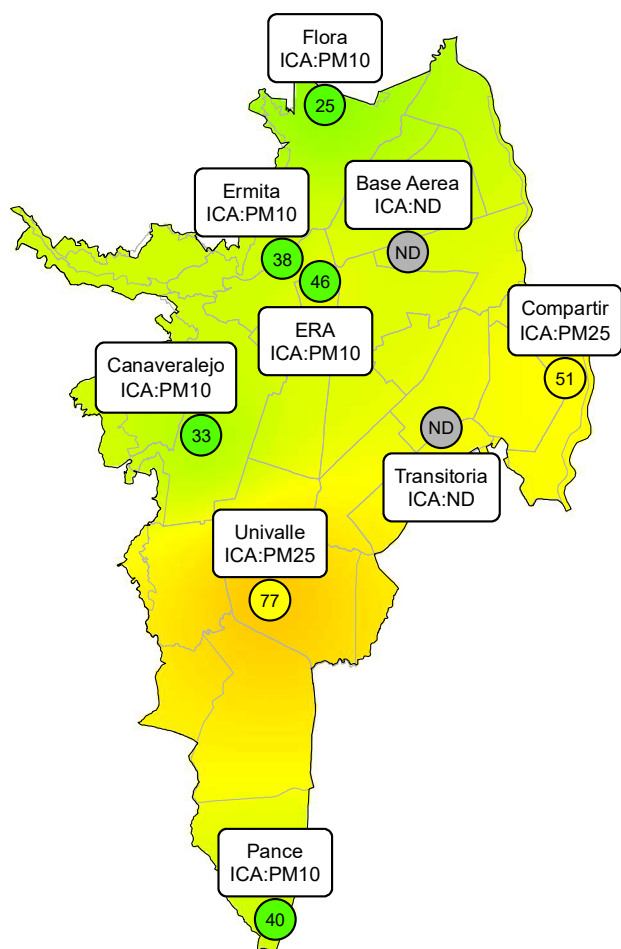 Flora
ICA:PM10
25
Ermita
ICA:PM10
38
Base Aerea
ICA:ND
ND
46
ERA
ICA:PM10
Compartir
ICA:PM25
51
Canaveralejo
ICA:PM10
33
ND
Transitoria
ICA:ND
Univalle
ICA:PM25
77
Pance
ICA:PM10
40